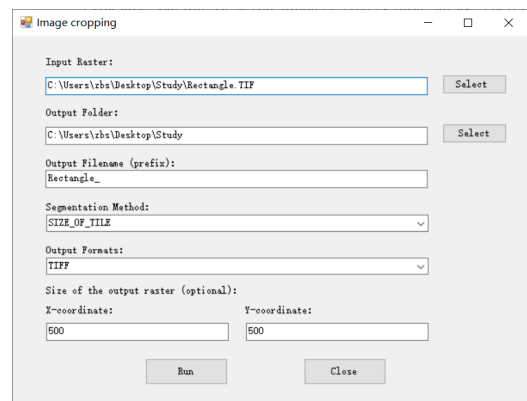 Image cropping
Input Raster:
C:\Users\zbs\Desktop\Study\Rectangle.TIF
Select
Output Folder:
C:\Users\zbs\Desktop\Study
Select
Output Filename (prefix):
Rectangle_
Segmentation Method:
SIZE_OF_TILE
Output Formats:
TIFF
Size of the output raster (optional):
X-coordinate: Y-coordinate:
500 500
Run Close